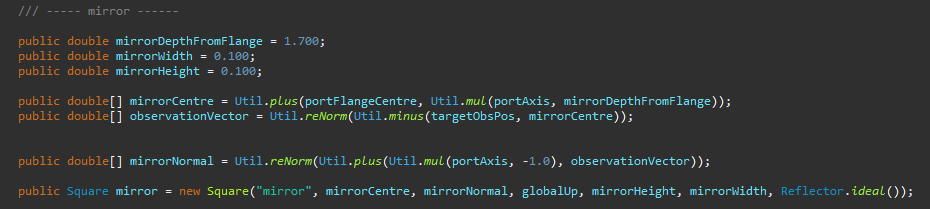 /// ----- mirror ------
public double mirrorDepthFromFlange = 1.700;
public double mirrorWidth = 0.100;
public double mirrorHeight = 0.100;
public double[] mirrorCentre = Util.plus(portFlangeCentre, Util.mul(portAxis, mirrorDepthFromFlange));
public double[] observationVector = Util.reNorm(Util.minus(targetObsPos, mirrorCentre));
public double[] mirrorNormal = Util.reNorm(Util.plus(Util.mul(portAxis, -1.0), observationVector));
public Square mirror = new Square("mirror", mirrorCentre, mirrorNormal, globalUp, mirrorHeight, mirrorWidth, Reflector.ideal());